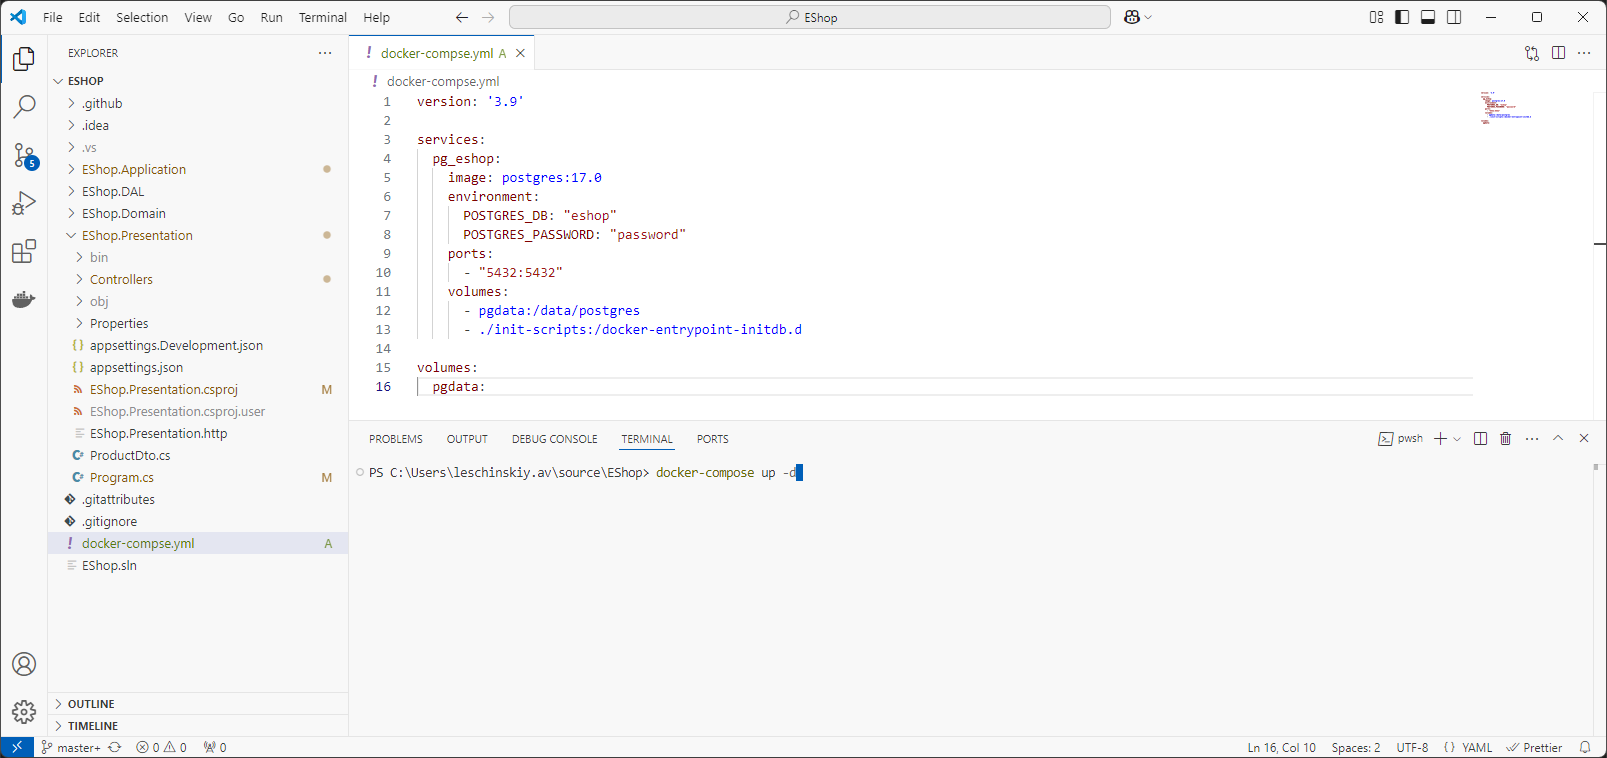 File Edit Selection View Go Run Terminal Help
EShop
EXPLORER
ESHOP
.github
.idea
.vs
EShop.Application
EShop.DAL
EShop.Domain
EShop.Presentation
bin
Controllers
obj
Properties
appsettings.Development.json
appsettings.json
EShop.Presentation.csproj M
EShop.Presentation.csproj.user
EShop.Presentation.http
ProductDto.cs
Program.cs M
.gitattributes
.gitignore
docker-compse.yml A
EShop.sln
OUTLINE
TIMELINE
5
docker-compse.yml A
docker-compse.yml
1 version: '3.9'
2
3 services:
4 pg_eshop:
5 image: postgres:17.0
6 environment:
7 POSTGRES_DB: "eshop"
8 POSTGRES_PASSWORD: "password"
9 ports:
10 - "5432:5432"
11 volumes:
12 - pgdata:/data/postgres
13 - ./init-scripts:/docker-entrypoint-initdb.d
14
15 volumes:
16 pgdata:
PROBLEMS OUTPUT DEBUG CONSOLE TERMINAL PORTS
pwsh
PS C:\Users\leschinskiy.av\source\EShop> docker-compose up -d
master+ 0 0 0
Ln 16, Col 10 Spaces: 2 UTF-8 {} YAML Prettier